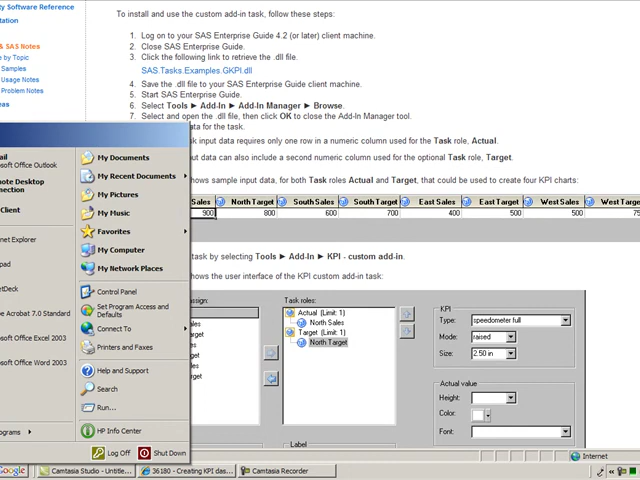 ty Software Reference
tation
& SAS Notes
e by Topic
Samples
Usage Notes
Problem Notes
eas
To install and use the custom add-in task, follow these steps:
1. Log on to your SAS Enterprise Guide 4.2 (or later) client machine.
2. Close SAS Enterprise Guide.
3. Click the following link to retrieve the .dll file.
SAS.Tasks.Examples.GKPI.dll
4. Save the .dll file to your SAS Enterprise Guide client machine.
5. Start SAS Enterprise Guide.
6. Select Tools ► Add-In ► Add-In Manager ► Browse.
7. Select and open the .dll file, then click OK to close the Add-In Manager tool.
data for the task.
k input data requires only one row in a numeric column used for the Task role, Actual.
ut data can also include a second numeric column used for the optional Task role, Target.
shows sample input data, for both Task roles Actual and Target, that could be used to create four KPI charts:
Sales North Target South Sales South Target East Sales East Target West Sales West Targe
900 800 600 700 400 500 500 75
task by selecting Tools ► Add-In ► KPI - custom add-in.
shows the user interface of the KPI custom add-in task:
assign:
ales
rget
es
et
les
et
Task roles:
Actual (Limit: 1)
North Sales
Target (Limit: 1)
North Target
Label
KPI
Type: speedometer full
Mode: raised
Size: 2.50 in
Actual value
Height:
Color:
Font:
ail
osoft Office Outlook
mote Desktop
nection
Client
rnet Explorer
pad
etDeck
be Acrobat 7.0 Standard
osoft Office Excel 2003
osoft Office Word 2003
ograms
My Documents
My Recent Documents
My Pictures
My Music
Favorites
My Computer
My Network Places
Control Panel
Set Program Access and
Defaults
Connect To
Printers and Faxes
Help and Support
Search
Run...
HP Info Center
Log Off Shut Down
Internet
Google Camtasia Studio - Untitle... 36180 - Creating KPI das... Camtasia Recorder